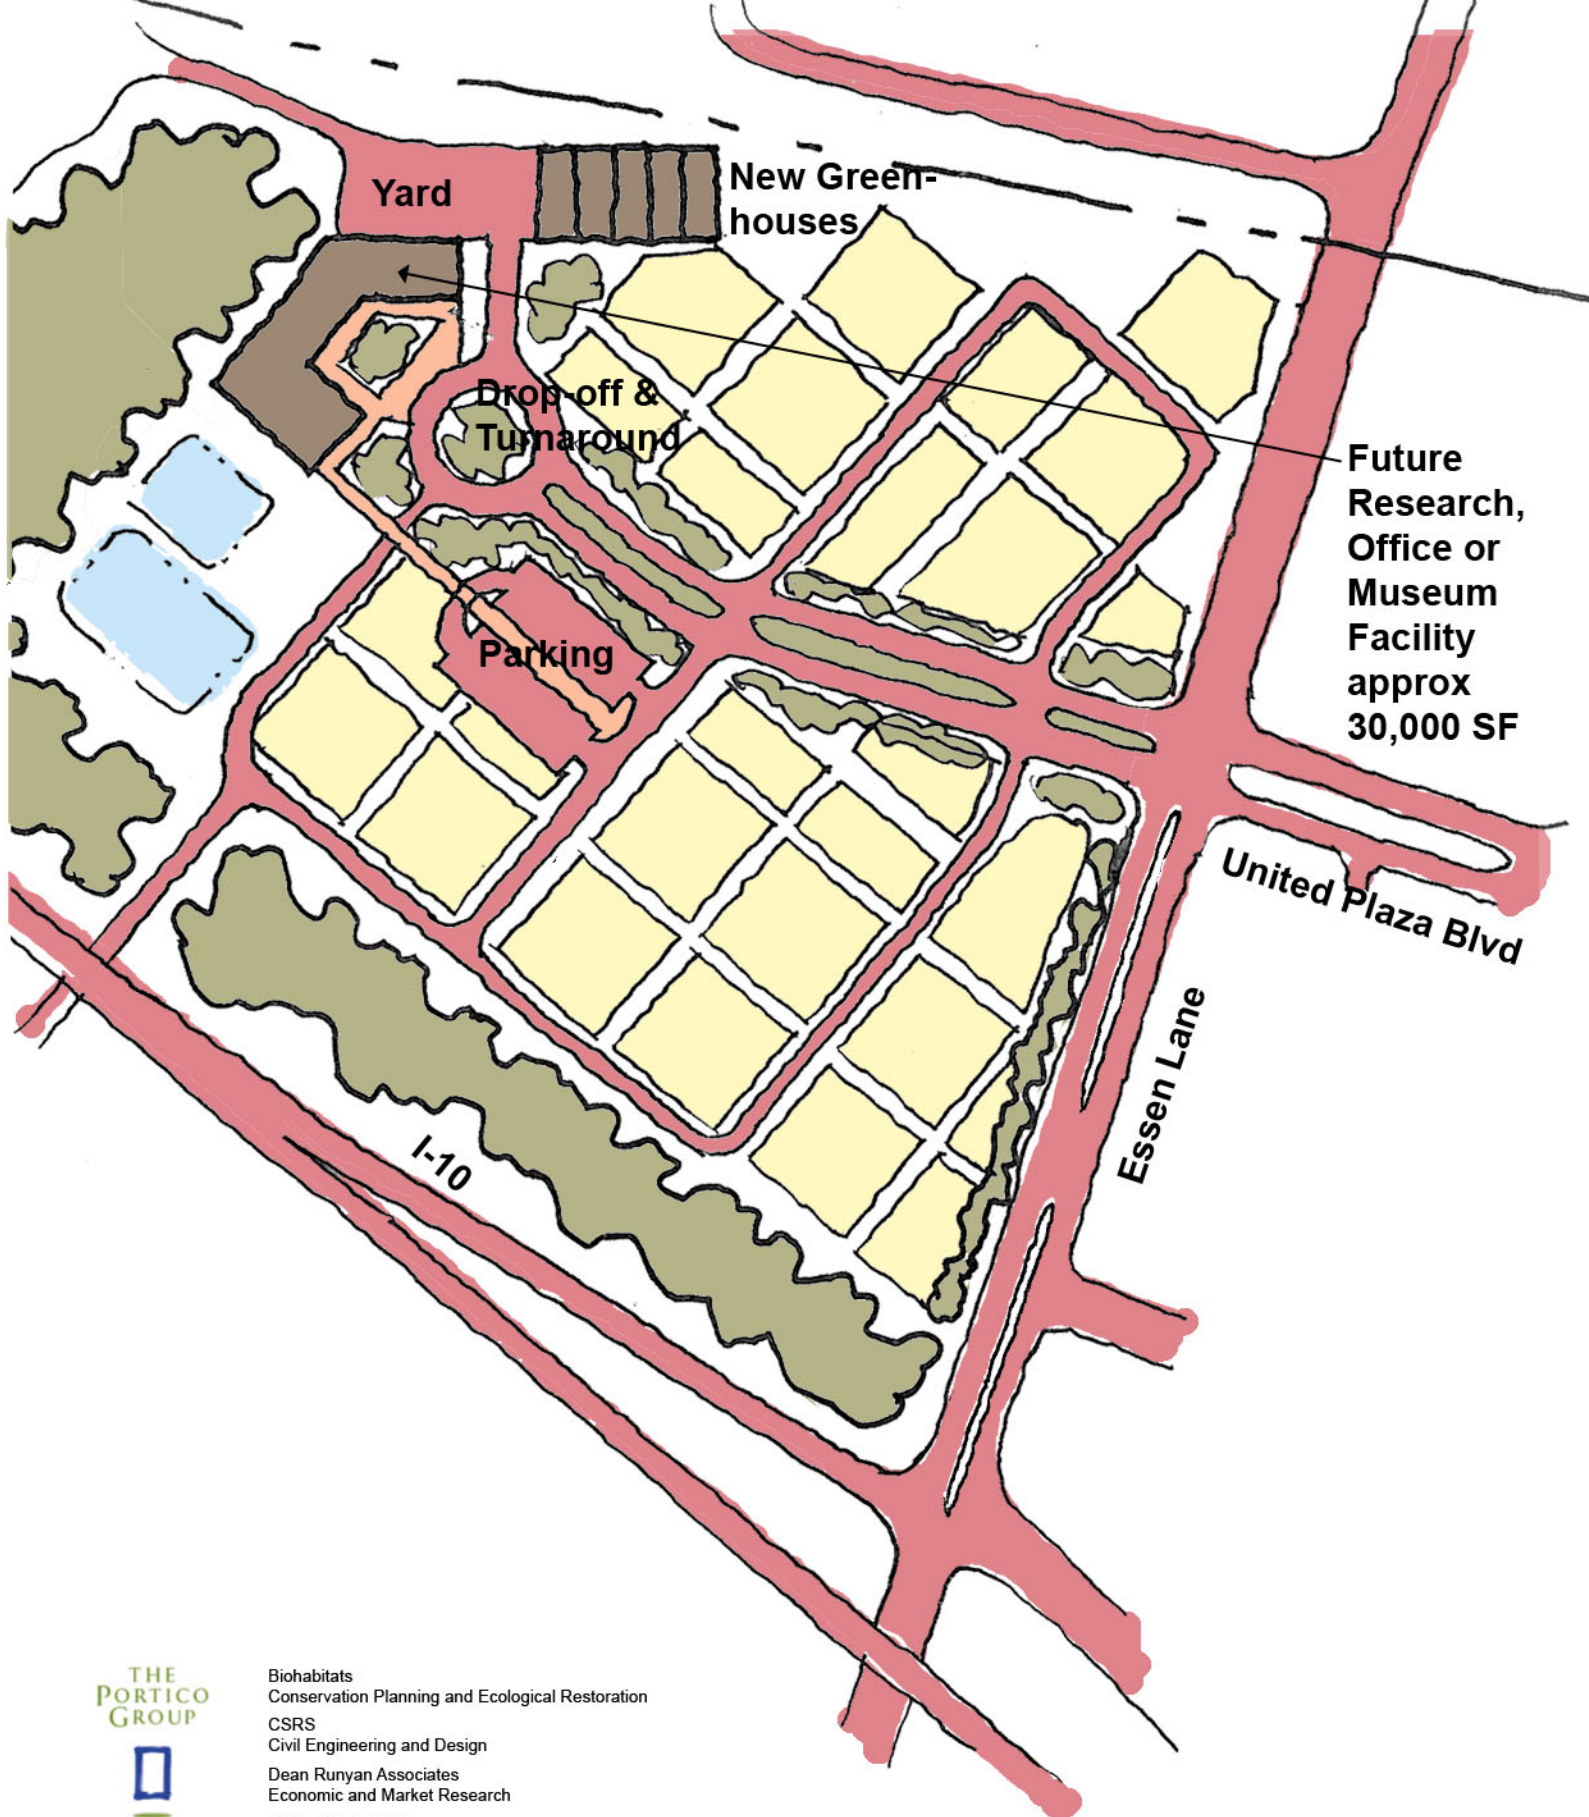 Yard
New Green-
houses
Drop-off &
Turnaround
Future
Research,
Office or
Museum
Facility
approx
30,000 SF
Parking
United Plaza Blvd
Essen Lane
I-10
THE
PORTICO
GROUP
Biohabitats
Conservation Planning and Ecological Restoration
CSRS
Civil Engineering and Design
Dean Runyan Associates
Economic and Market Research